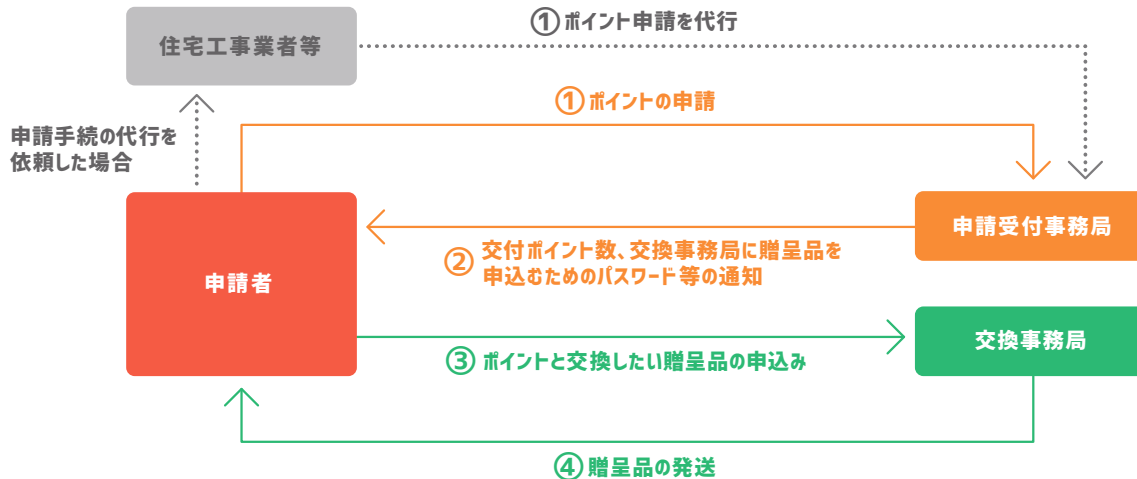 ①ポイント申請を代行
住宅工事業者等
①ポイントの申請
申請手続の代行を
依頼した場合
申請者
申請受付事務局
②交付ポイント数、交換事務局に贈呈品を
申込むためのパスワード等の通知
交換事務局
③ポイントと交換したい贈呈品の申込み
④贈呈品の発送